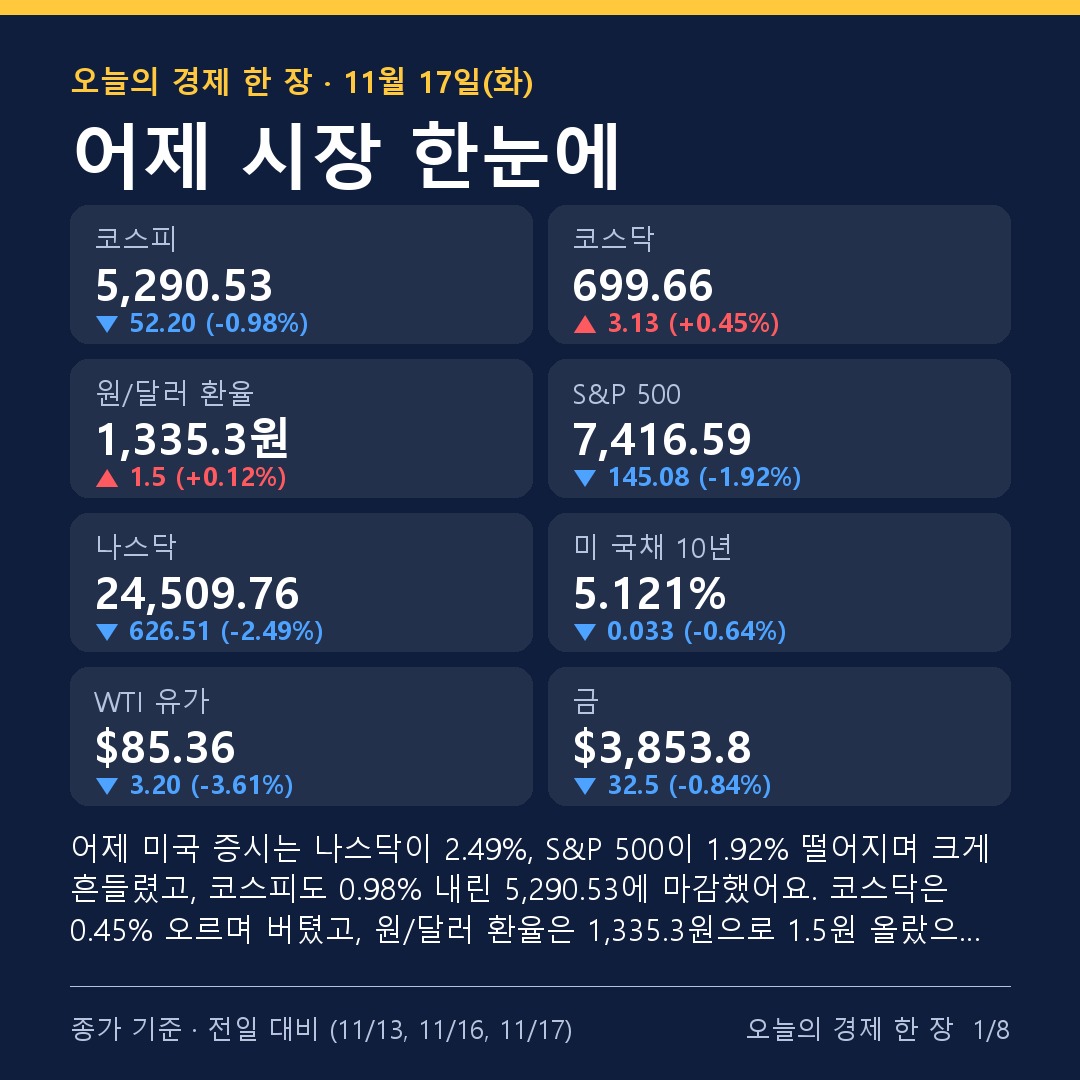 오늘의 경제 한 장 · 11월 17일(화)
어제 시장 한눈에
코스피
5,290.53
▼ 52.20 (-0.98%)
코스닥
699.66
▲ 3.13 (+0.45%)
원/달러 환율
1,335.3원
▲ 1.5 (+0.12%)
S&P 500
7,416.59
▼ 145.08 (-1.92%)
나스닥
24,509.76
▼ 626.51 (-2.49%)
미 국채 10년
5.121%
▼ 0.033 (-0.64%)
WTI 유가
$85.36
▼ 3.20 (-3.61%)
금
$3,853.8
▼ 32.5 (-0.84%)
어제 미국 증시는 나스닥이 2.49%, S&P 500이 1.92% 떨어지며 크게
흔들렸고, 코스피도 0.98% 내린 5,290.53에 마감했어요. 코스닥은
0.45% 오르며 버텼고, 원/달러 환율은 1,335.3원으로 1.5원 올랐으...
종가 기준 · 전일 대비 (11/13, 11/16, 11/17)
오늘의 경제 한 장 1/8